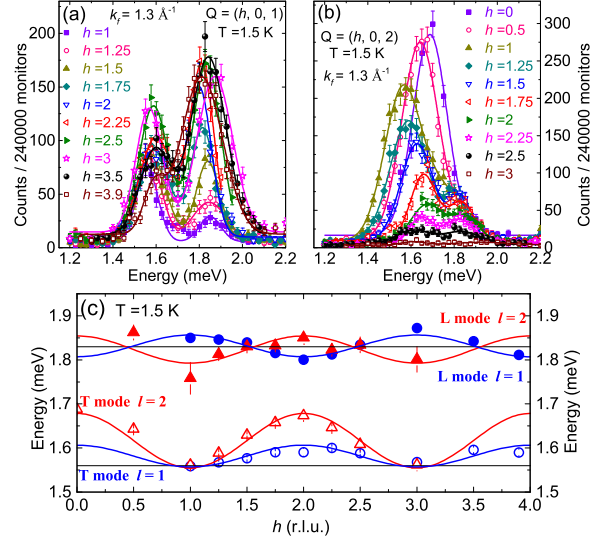 (a)
k_f = 1.3 Å⁻¹
Q = (h, 0, 1)
T = 1.5 K
h = 1
h = 1.25
h = 1.5
h = 1.75
h = 2
h = 2.25
h = 2.5
h = 3
h = 3.5
h = 3.9
Counts / 240000 monitors
200
150
100
50
0
1.2 1.4 1.6 1.8 2.0 2.2
Energy (meV)
(b)
Q = (h, 0, 2)
T = 1.5 K
k_f = 1.3 Å⁻¹
h = 0
h = 0.5
h = 1
h = 1.25
h = 1.5
h = 1.75
h = 2
h = 2.25
h = 2.5
h = 3
300
250
200
150
100
50
0
Counts / 240000 monitors
1.2 1.4 1.6 1.8 2.0 2.2
Energy (meV)
(c) T = 1.5 K
L mode l = 2
L mode l = 1
T mode l = 2
T mode l = 1
Energy (meV)
1.9
1.8
1.7
1.6
1.5
1.9
1.8
1.7
1.6
1.5
Energy (meV)
0.0 0.5 1.0 1.5 2.0 2.5 3.0 3.5 4.0
h (r.l.u.)